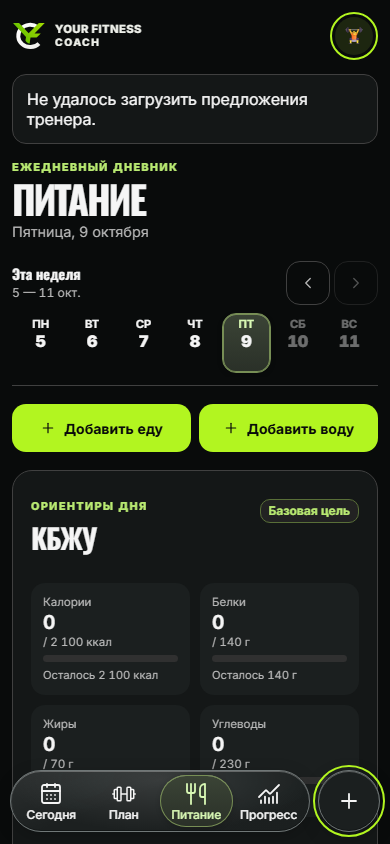 YOUR FITNESS
COACH
Не удалось загрузить предложения
тренера.
ЕЖЕДНЕВНЫЙ ДНЕВНИК
ПИТАНИЕ
Пятница, 9 октября
Эта неделя
5 — 11 окт.
ПН ВТ СР ЧТ ПТ СБ ВС
5 6 7 8 9 10 11
+ Добавить еду
+ Добавить воду
ОРИЕНТИРЫ ДНЯ
Базовая цель
КБЖУ
Калории
0
/ 2 100 ккал
Осталось 2 100 ккал
Белки
0
/ 140 г
Осталось 140 г
Жиры
0
/ 70 г
Углеводы
0
/ 230 г
Сегодня
План
Питание
Прогресс
+